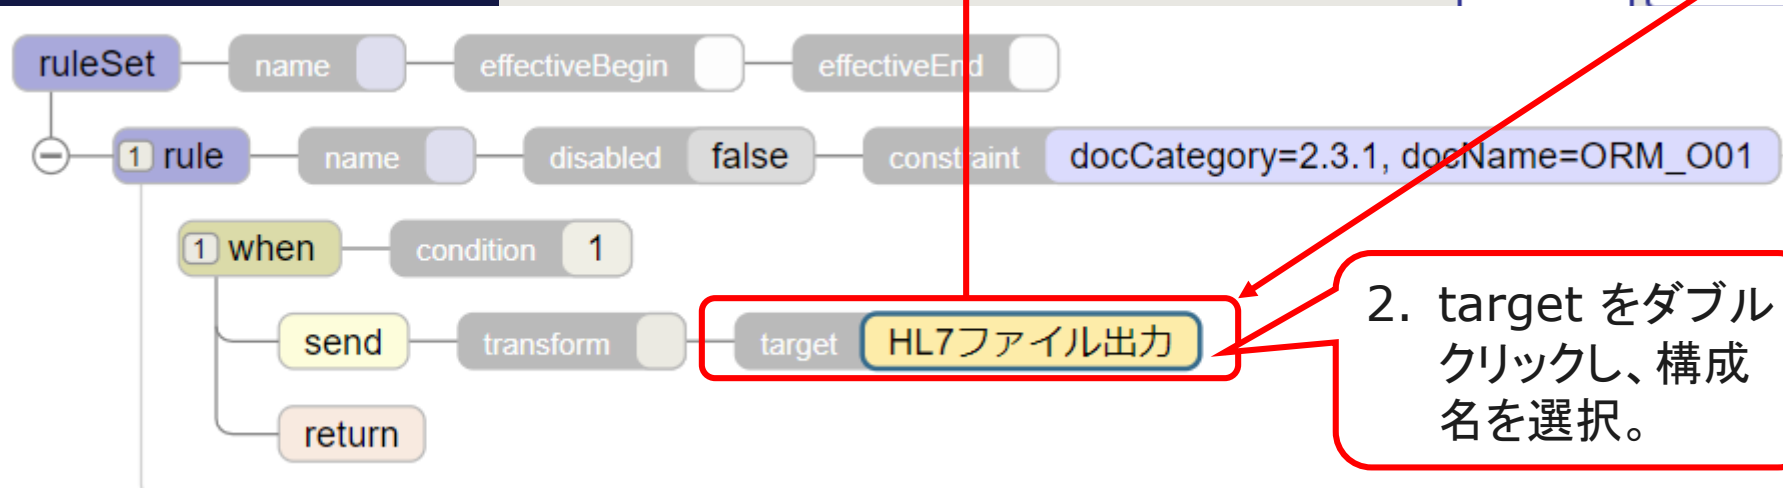 ruleSet name effectiveBegin effectiveEnd
1 rule name disabled false constraint docCategory=2.3.1, docName=ORM_O01
1 when condition 1
send transform target HL7ファイル出力
return
2. target をダブル
クリックし、構成
名を選択。